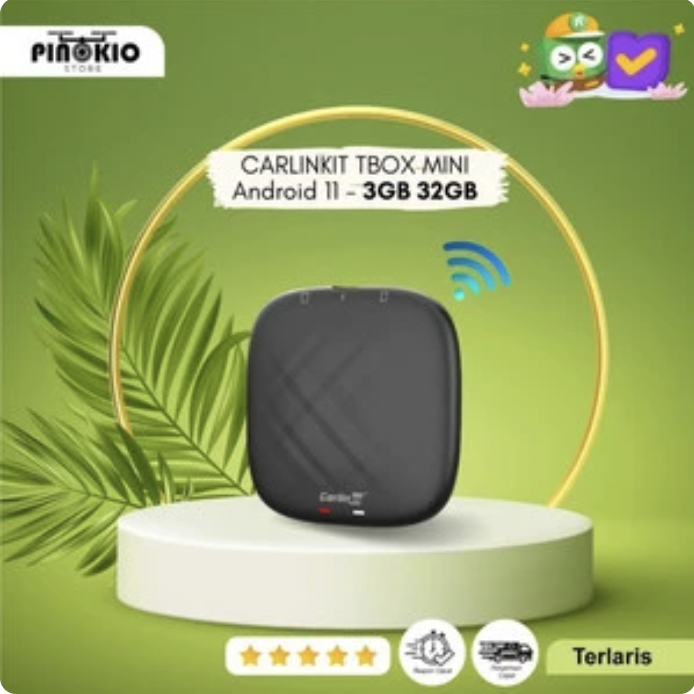 PINOKIO
STORE
CARLINKIT TBOX MINI
Android 11 - 3GB 32GB
Terlaris